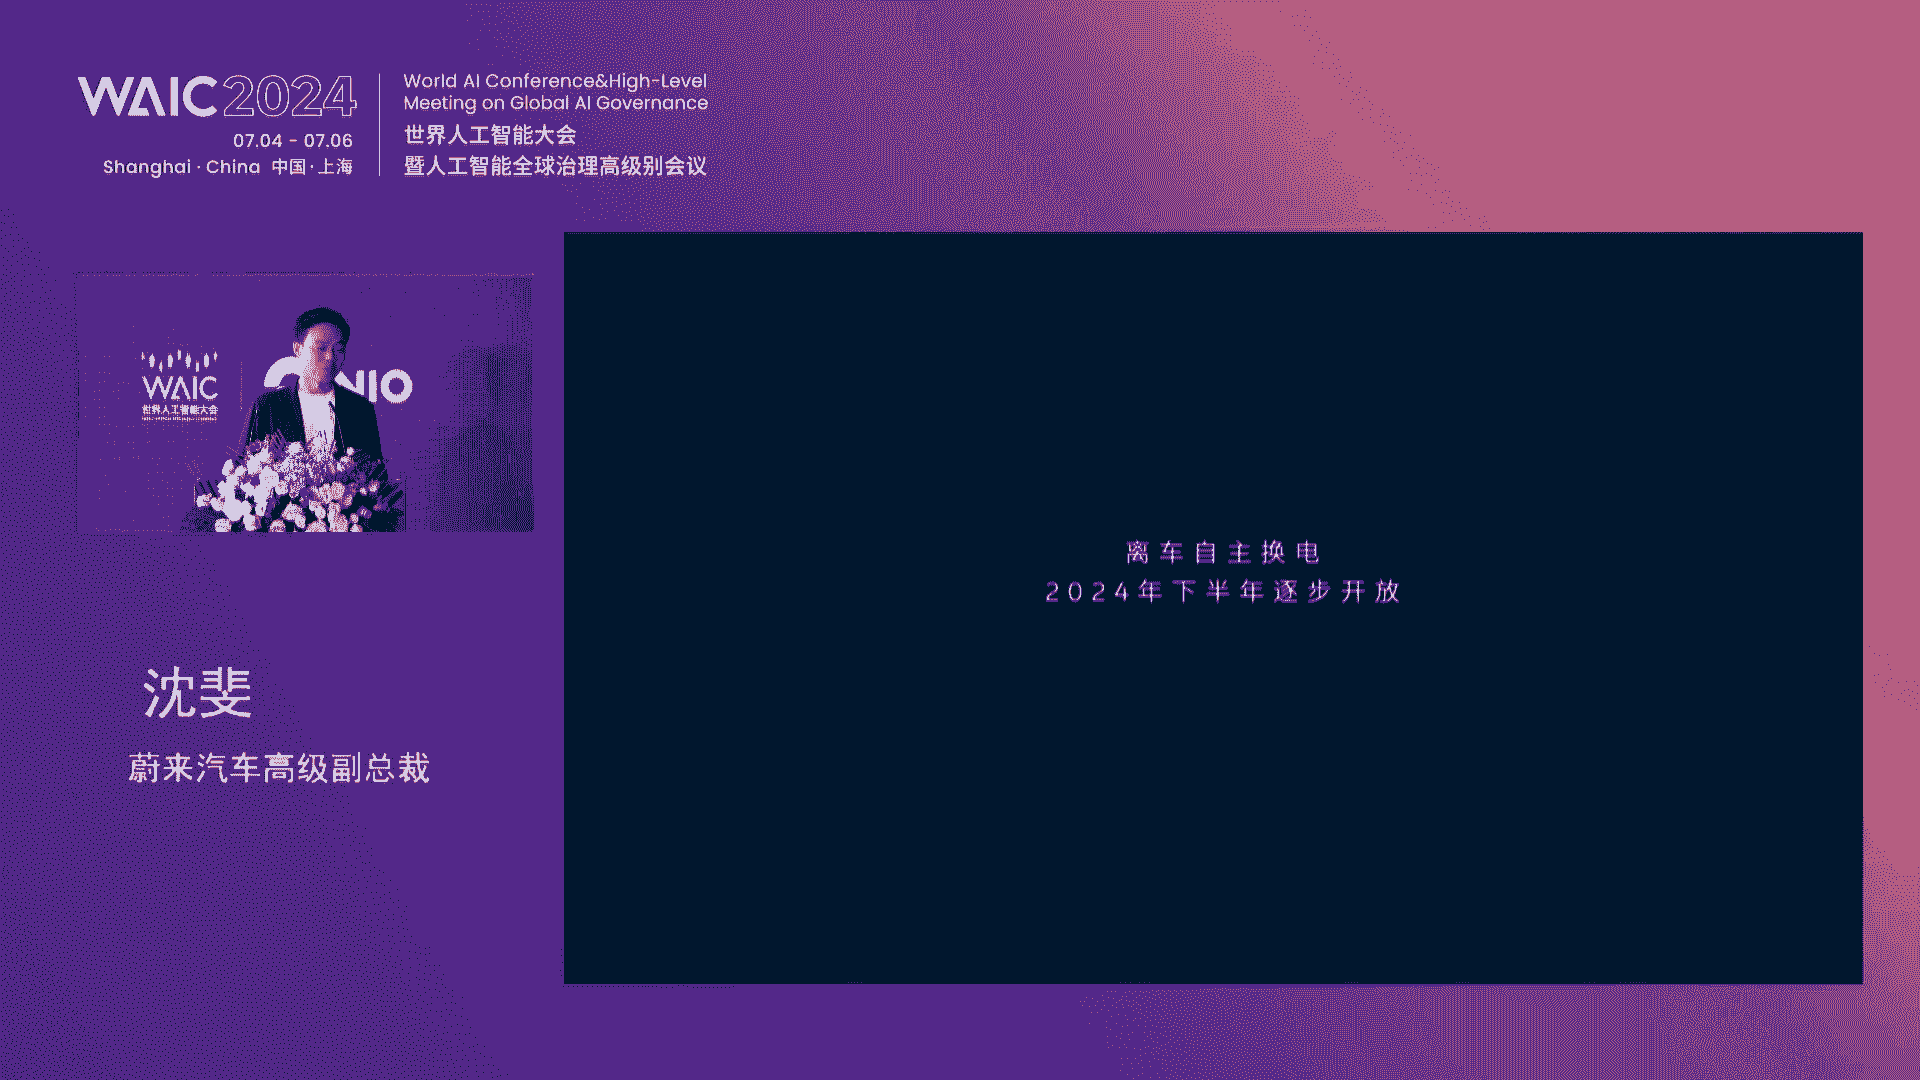 WAIC 2024
07.04 - 07.06
Shanghai · China 中国·上海
World AI Conference&High-Level
Meeting on Global AI Governance
世界人工智能大会
暨人工智能全球治理高级别会议
WAIC
世界人工智能大会
NIO
离车自主换电
2024年下半年逐步开放
沈斐
蔚来汽车高级副总裁